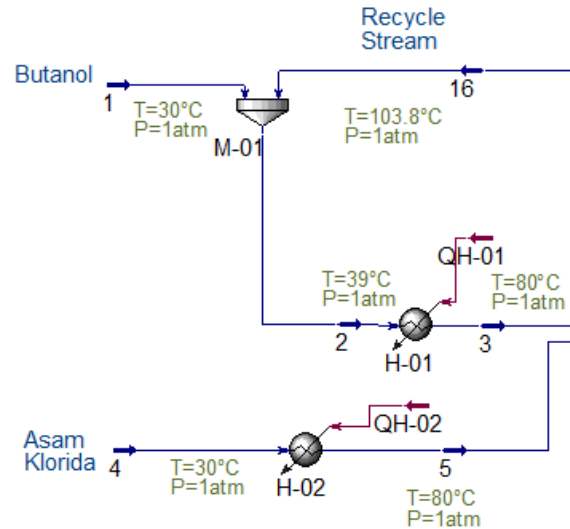 Recycle
Stream
Butanol
1
T=30°C
P=1atm
16
T=103.8°C
P=1atm
M-01
QH-01
T=39°C
P=1atm
T=80°C
P=1atm
2
3
H-01
QH-02
Asam
Klorida
4
T=30°C
P=1atm
H-02
5
T=80°C
P=1atm